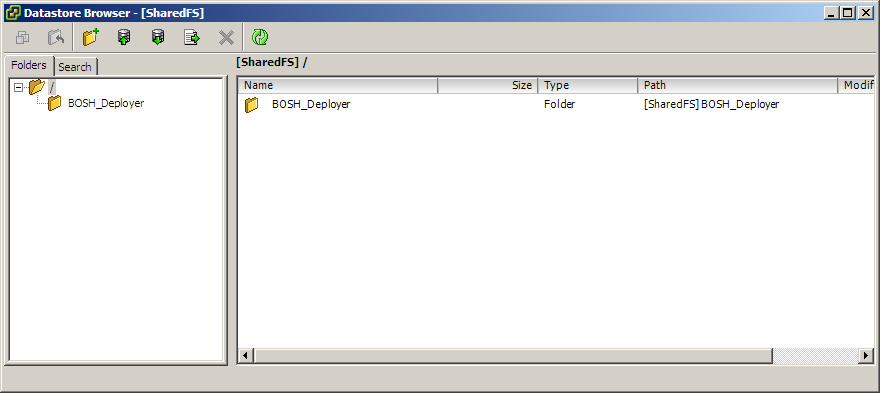 Datastore Browser - [SharedFS]
Folders Search
[SharedFS] /
/
BOSH_Deployer
Name Size Type Path Modif
BOSH_Deployer Folder [SharedFS] BOSH_Deployer